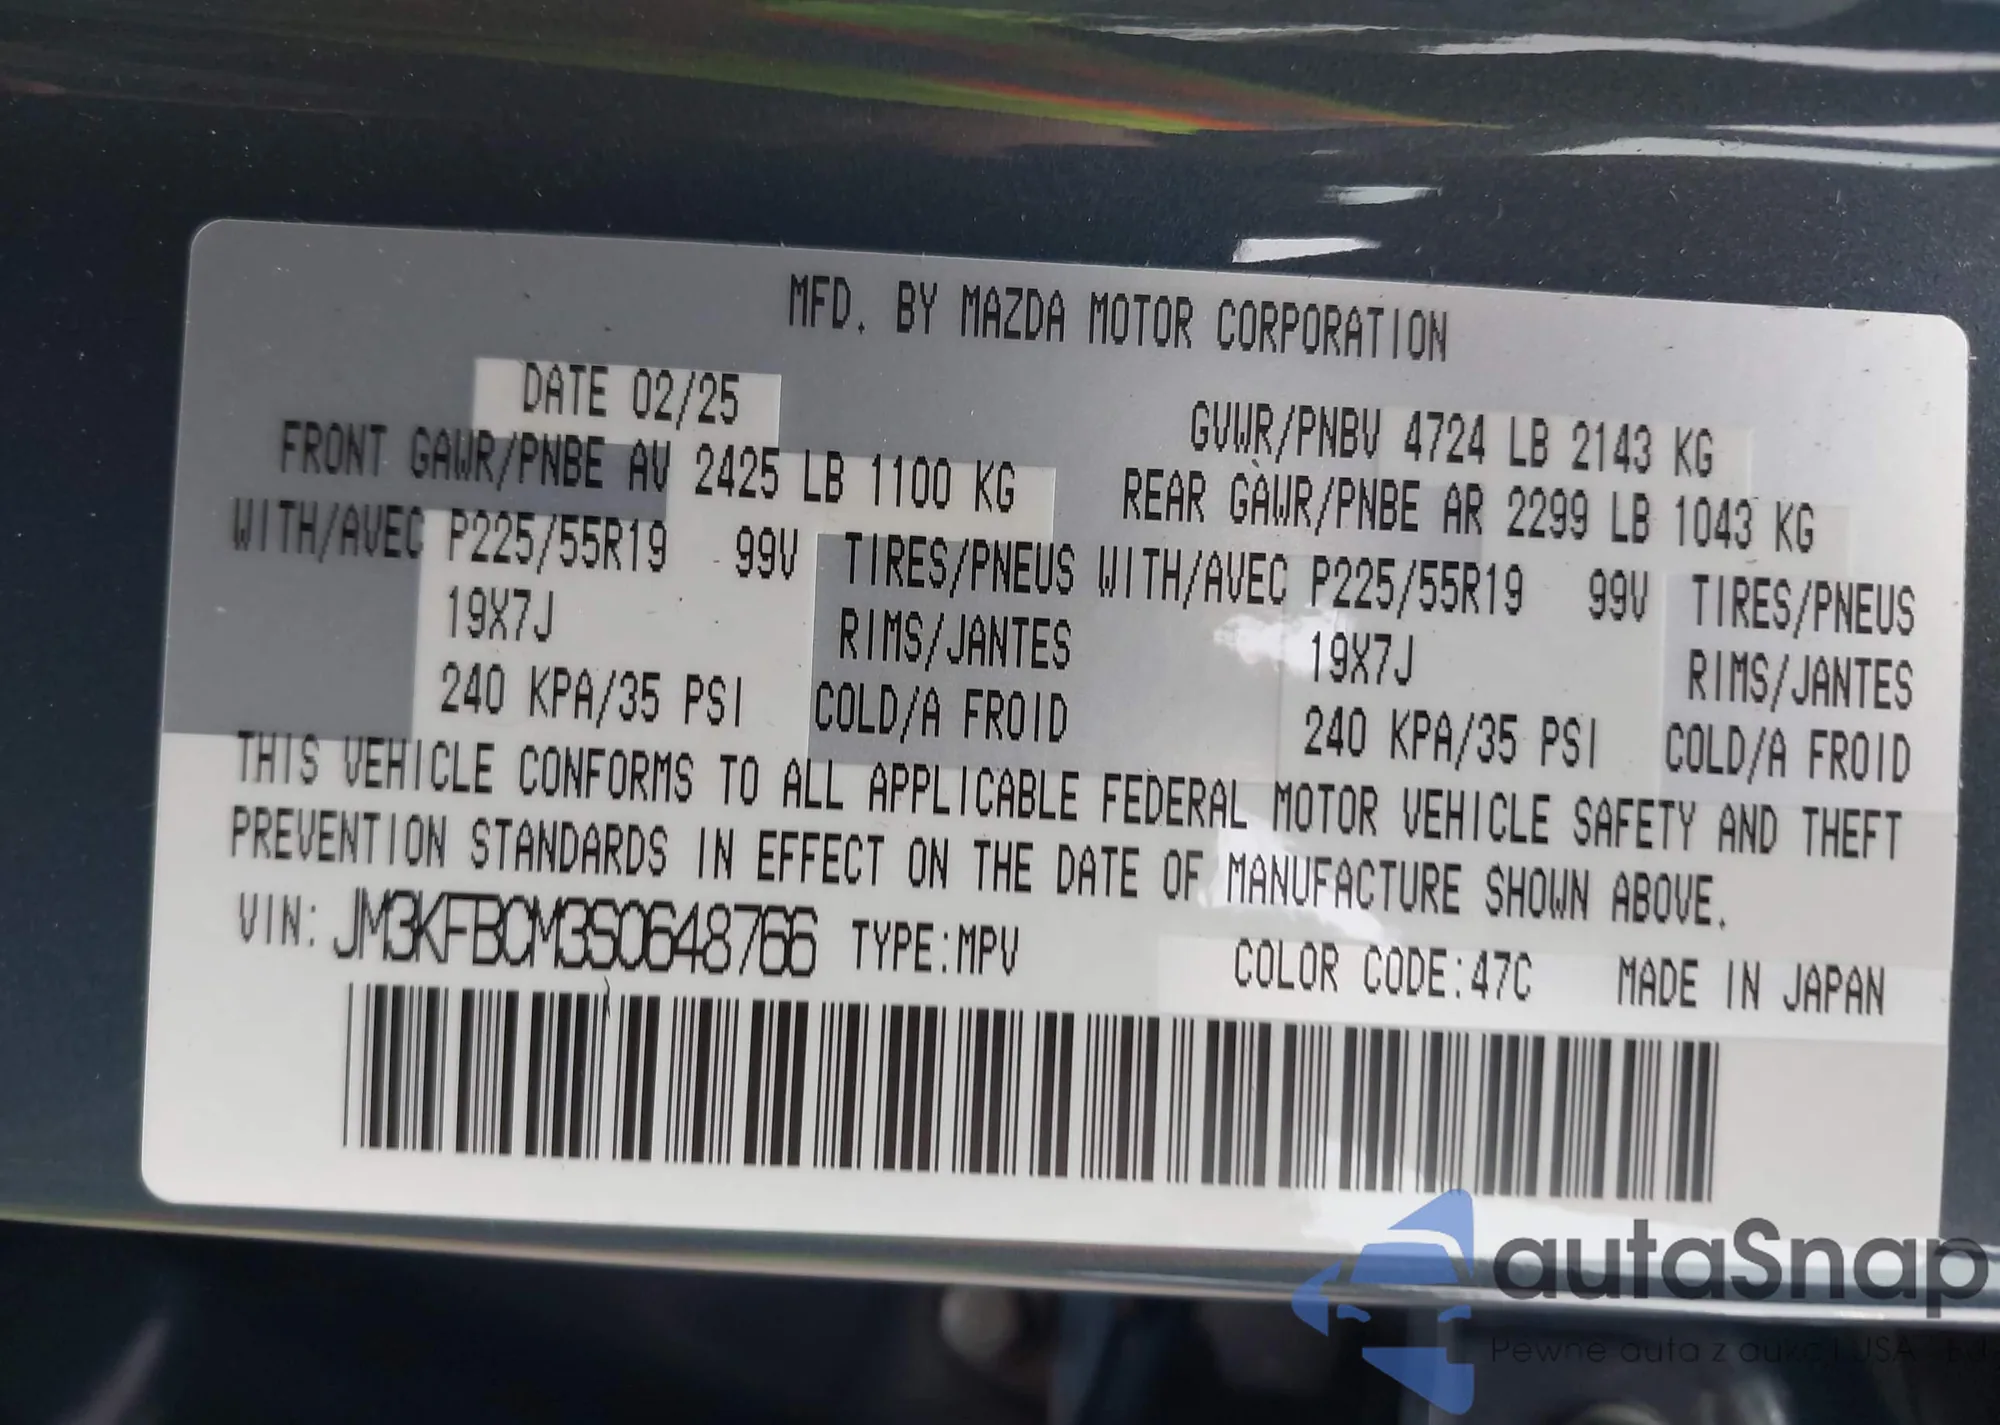 MFD. BY MAZDA MOTOR CORPORATION
DATE 02/25
GVWR/PNBV 4724 LB 2143 KG
FRONT GAWR/PNBE AV 2425 LB 1100 KG
REAR GAWR/PNBE AR 2299 LB 1043 KG
WITH/AVEC P225/55R19 99V TIRES/PNEUS WITH/AVEC P225/55R19 99V TIRES/PNEUS
19X7J RIMS/JANTES 19X7J RIMS/JANTES
240 KPA/35 PSI COLD/A FROID 240 KPA/35 PSI COLD/A FROID
THIS VEHICLE CONFORMS TO ALL APPLICABLE FEDERAL MOTOR VEHICLE SAFETY AND THEFT
PREVENTION STANDARDS IN EFFECT ON THE DATE OF MANUFACTURE SHOWN ABOVE.
VIN: JM3KFBCM3S0648766 TYPE:MPV COLOR CODE:47C MADE IN JAPAN
autaSnap
Pewne auta z aukcji USA